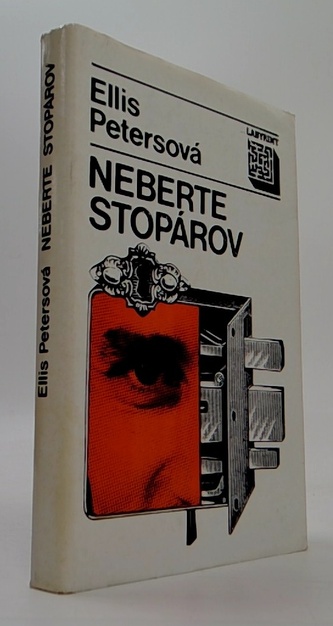 Ellis
Petersová
LABYRINT
NEBERTE
STOPÁROV
Ellis Petersová NEBERTE STOPÁROV